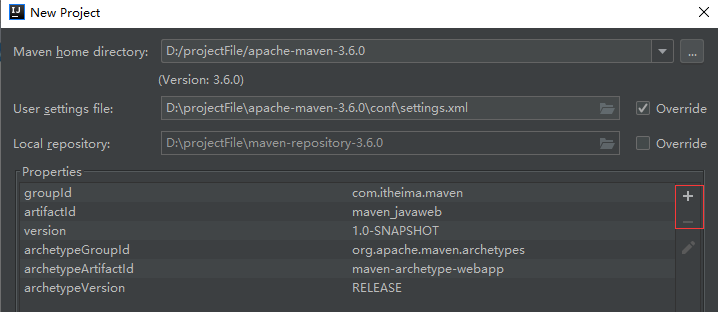 IJ New Project
Maven home directory: D:/projectFile/apache-maven-3.6.0 ...
(Version: 3.6.0)
User settings file: D:\projectFile\apache-maven-3.6.0\conf\settings.xml Override
Local repository: D:\projectFile\maven-repository-3.6.0 Override
Properties
groupId com.itheima.maven
artifactId maven_javaweb
version 1.0-SNAPSHOT
archetypeGroupId org.apache.maven.archetypes
archetypeArtifactId maven-archetype-webapp
archetypeVersion RELEASE